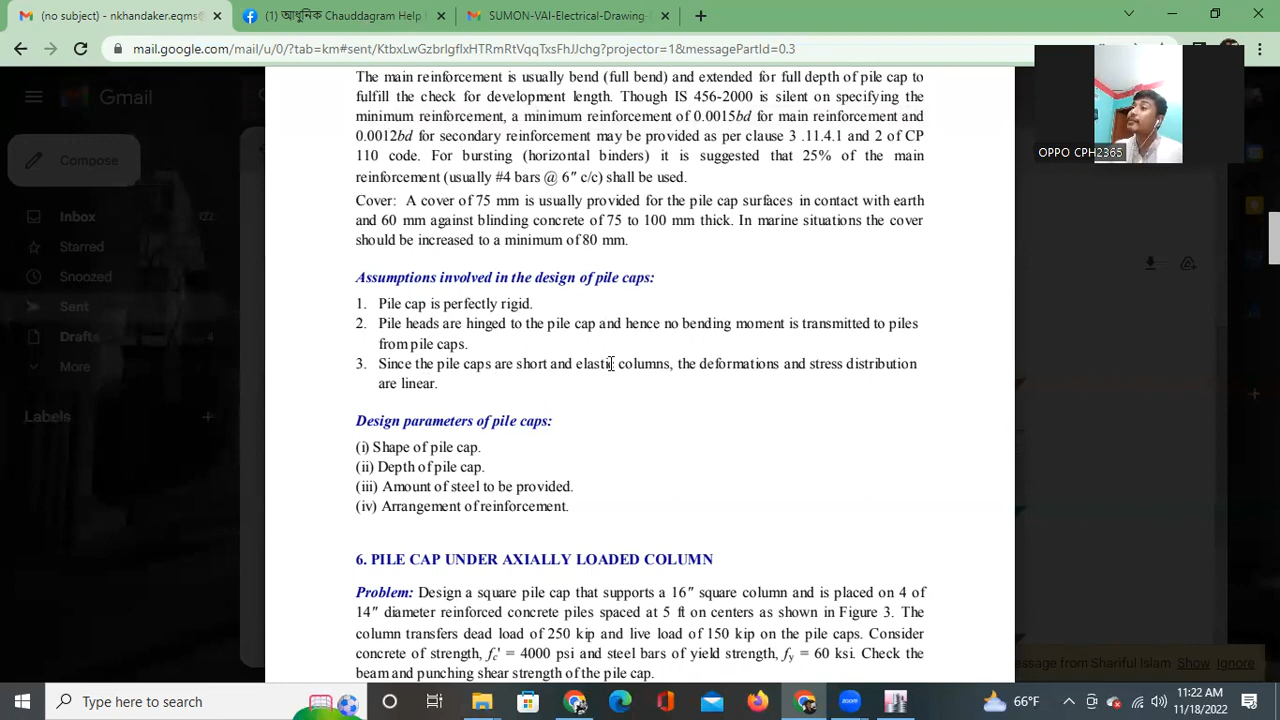 (no subject) - nkhandaker.eqms@
(1) আধুনিক Chauddagram Help
SUMON-VAI-Electrical-Drawing-
mail.google.com/mail/u/0/?tab=km#sent/KtbxLwGzbrlgflxHTRmRtVqqTxsFhJJchg?projector=1&messagePartId=0.3
Gmail
Compose
Inbox
122
Starred
Snoozed
Sent
Drafts
More
Labels
The main reinforcement is usually bend (full bend) and extended for full depth of pile cap to
fulfill the check for development length. Though IS 456-2000 is silent on specifying the
minimum reinforcement, a minimum reinforcement of 0.0015bd for main reinforcement and
0.0012bd for secondary reinforcement may be provided as per clause 3 .11.4.1 and 2 of CP
110 code. For bursting (horizontal binders) it is suggested that 25% of the main
reinforcement (usually #4 bars @ 6″ c/c) shall be used.
Cover: A cover of 75 mm is usually provided for the pile cap surfaces in contact with earth
and 60 mm against blinding concrete of 75 to 100 mm thick. In marine situations the cover
should be increased to a minimum of 80 mm.
Assumptions involved in the design of pile caps:
1. Pile cap is perfectly rigid.
2. Pile heads are hinged to the pile cap and hence no bending moment is transmitted to piles
from pile caps.
3. Since the pile caps are short and elastic columns, the deformations and stress distribution
are linear.
Design parameters of pile caps:
(i) Shape of pile cap.
(ii) Depth of pile cap.
(iii) Amount of steel to be provided.
(iv) Arrangement of reinforcement.
6. PILE CAP UNDER AXIALLY LOADED COLUMN
Problem: Design a square pile cap that supports a 16″ square column and is placed on 4 of
14″ diameter reinforced concrete piles spaced at 5 ft on centers as shown in Figure 3. The
column transfers dead load of 250 kip and live load of 150 kip on the pile caps. Consider
concrete of strength, fc' = 4000 psi and steel bars of yield strength, fy = 60 ksi. Check the
beam and punching shear strength of the pile cap.
OPPO CPH2365
essage from Shariful Islam Show Ignore
Type here to search
66°F
11:22 AM
11/18/2022